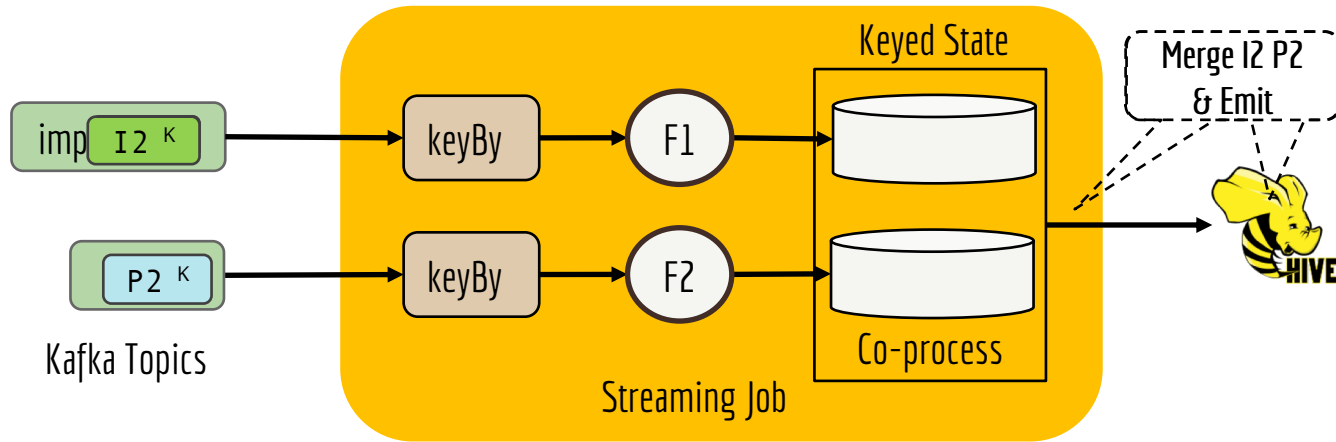 Keyed State
Merge I2 P2
& Emit
imp
I2 K
keyBy
F1
P2 K
keyBy
F2
HIVE
Kafka Topics
Co-process
Streaming Job